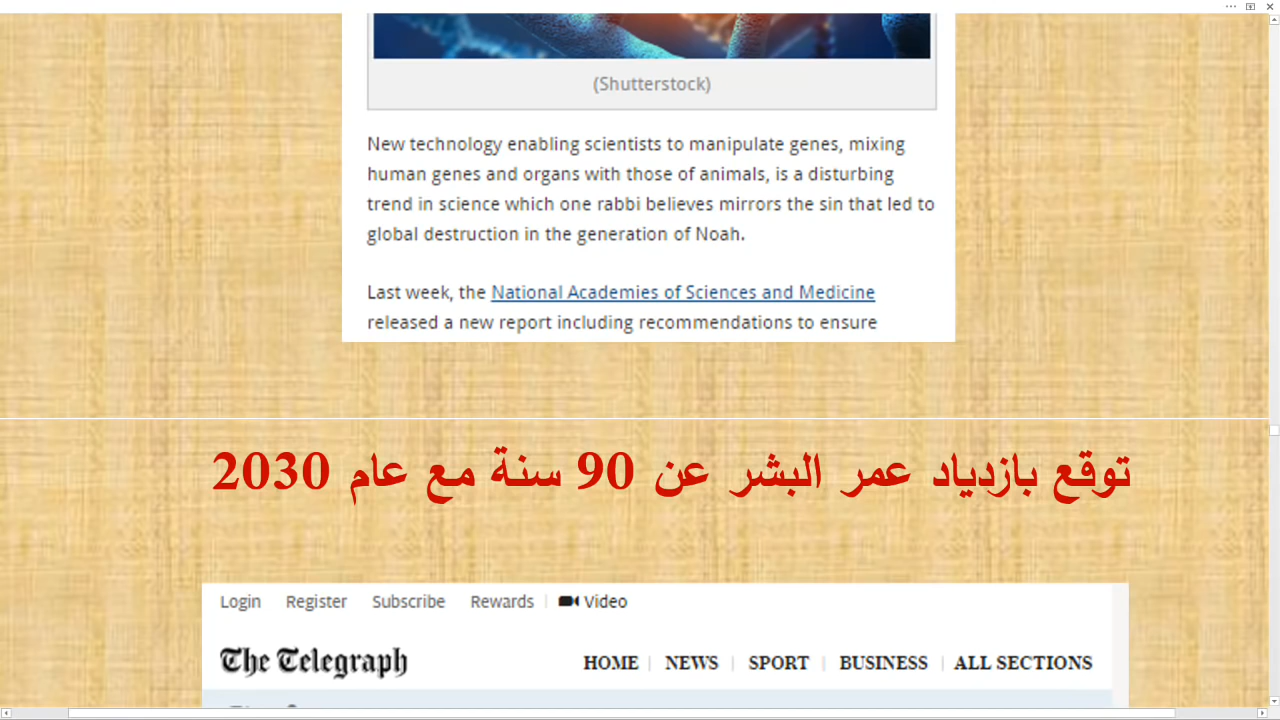 (Shutterstock)
New technology enabling scientists to manipulate genes, mixing
human genes and organs with those of animals, is a disturbing
trend in science which one rabbi believes mirrors the sin that led to
global destruction in the generation of Noah.
Last week, the National Academies of Sciences and Medicine
released a new report including recommendations to ensure
توقع بازدياد عمر البشر عن 90 سنة مع عام 2030
Login Register Subscribe Rewards Video
The Telegraph HOME NEWS SPORT BUSINESS ALL SECTIONS